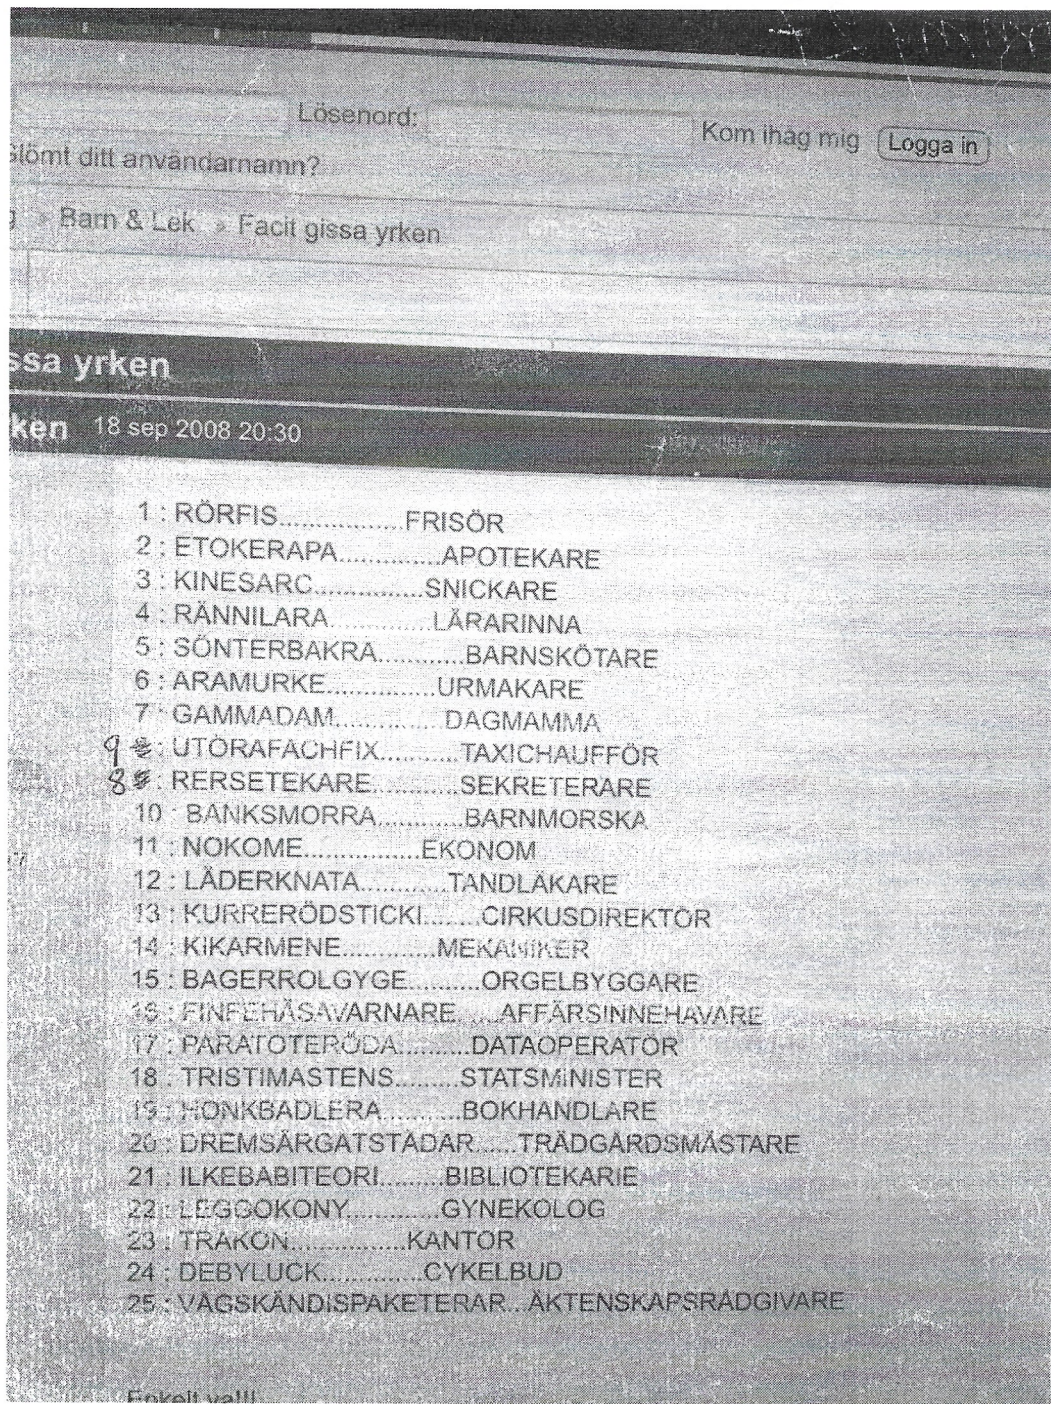 Lösenord: Kom ihåg mig Logga in
Glömt ditt användarnamn?
» Barn & Lek » Facit gissa yrken
ssa yrken
ken 18 sep 2008 20:30
1 : RÖRFIS.................FRISÖR
2 : ETOKERAPA..............APOTEKARE
3 : KINESARC...............SNICKARE
4 : RÄNNILARA..............LÄRARINNA
5 : SÖNTERBAKRA............BARNSKÖTARE
6 : ARAMURKE...............URMAKARE
7 : GAMMADAM...............DAGMAMMA
9 : UTÖRAFACHFIX...........TAXICHAUFFÖR
8 : RERSETEKARE............SEKRETERARE
10 : BANKSMORRA............BARNMORSKA
11 : NOKOME................EKONOM
12 : LÄDERKNATA............TANDLÄKARE
13 : KURRERÖDSTICKI........CIRKUSDIREKTÖR
14 : KIKARMENE.............MEKANIKER
15 : BAGERROLGYGE..........ORGELBYGGARE
16 : FINFEHÄSAVARNARE......AFFÄRSINNEHAVARE
17 : PARATOTERÖDA..........DATAOPERATÖR
18 : TRISTIMASTENS.........STATSMINISTER
19 : HONKBADLERA...........BOKHANDLARE
20 : DREMSÄRGATSTÅDAR......TRÄDGÅRDSMÄSTARE
21 : ILKEBABITEORI.........BIBLIOTEKARIE
22 : LEGGOKONY.............GYNEKOLOG
23 : TRAKON................KANTOR
24 : DEBYLUCK..............CYKELBUD
25 : VÅGSKÄNDISPAKETERAR...ÄKTENSKAPSRÅDGIVARE
Enkelt va!!!